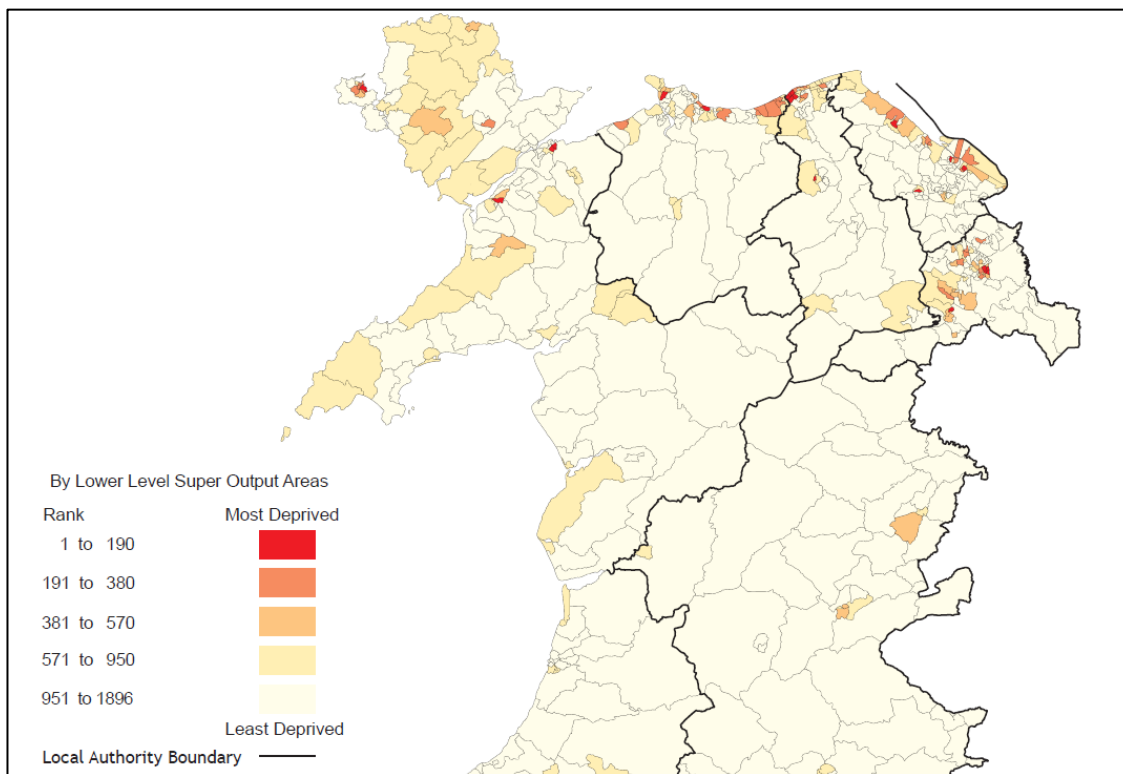 By Lower Level Super Output Areas
Rank Most Deprived
1 to 190
191 to 380
381 to 570
571 to 950
951 to 1896
Least Deprived
Local Authority Boundary